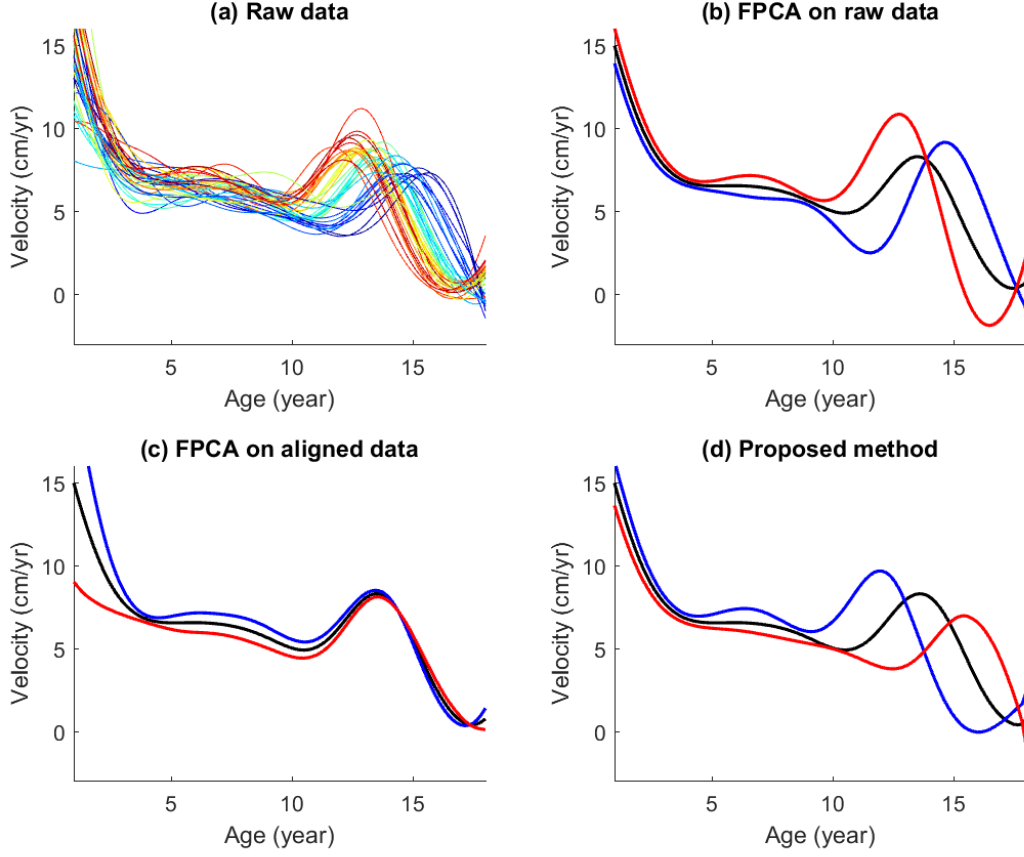 (a) Raw data
Velocity (cm/yr)
15
10
5
0
5 10 15
Age (year)
(b) FPCA on raw data
Velocity (cm/yr)
15
10
5
0
5 10 15
Age (year)
(c) FPCA on aligned data
Velocity (cm/yr)
15
10
5
0
5 10 15
Age (year)
(d) Proposed method
Velocity (cm/yr)
15
10
5
0
5 10 15
Age (year)